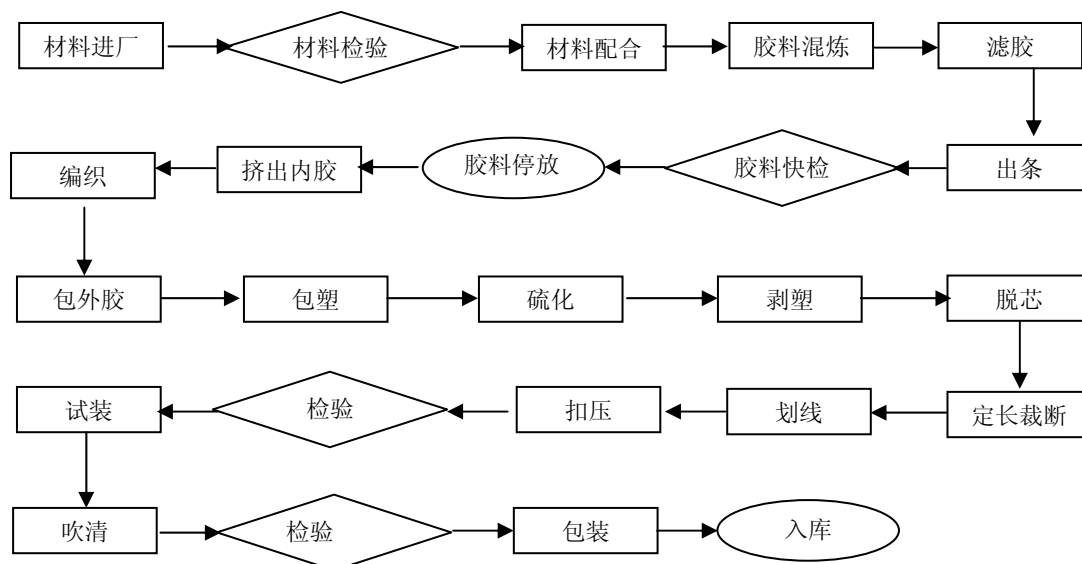 材料进厂
材料检验
材料配合
胶料混炼
滤胶
出条
胶料快检
胶料停放
挤出内胶
编织
包外胶
包塑
硫化
剥塑
脱芯
定长裁断
划线
扣压
检验
试装
吹清
检验
包装
入库